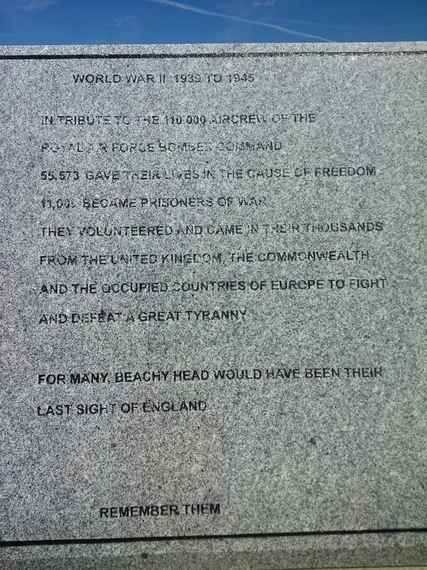 WORLD WAR II 1939 TO 1945
IN TRIBUTE TO THE 110 000 AIRCREW OF THE
ROYAL AIR FORCE BOMBER COMMAND
55,573 GAVE THEIR LIVES IN THE CAUSE OF FREEDOM
BECAME PRISONERS OF WAR
THEY VOLUNTEERED AND CAME IN THEIR THOUSANDS
FROM THE UNITED KINGDOM, THE COMMONWEALTH
AND THE OCCUPIED COUNTRIES OF EUROPE TO FIGHT
AND DEFEAT A GREAT TYRANNY
FOR MANY, BEACHY HEAD WOULD HAVE BEEN THEIR
LAST SIGHT OF ENGLAND
REMEMBER THEM